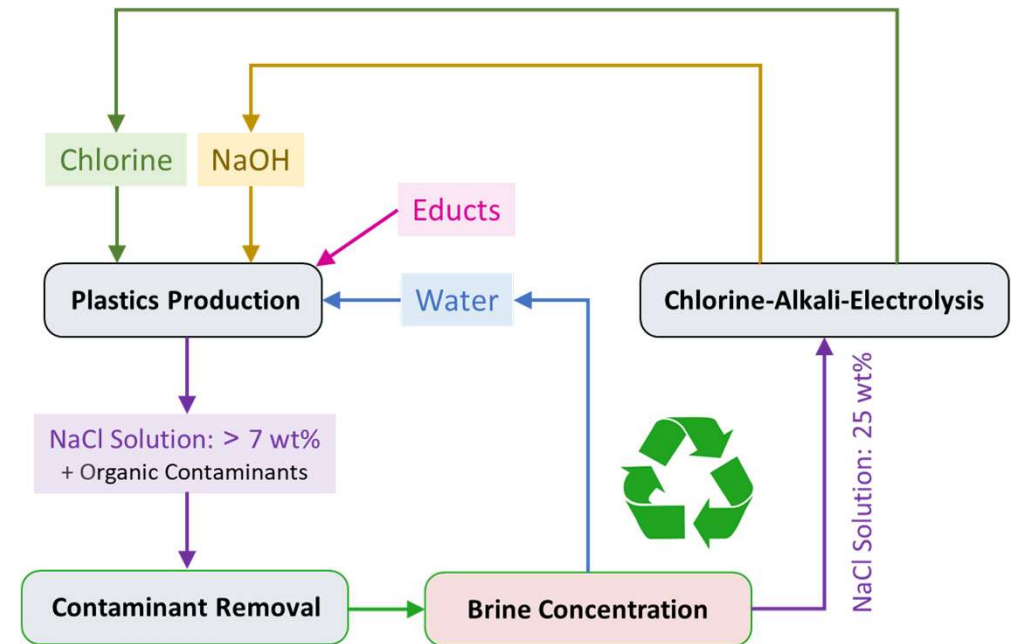 Chlorine
NaOH
Educts
Plastics Production
Water
Chlorine-Alkali-Electrolysis
NaCl Solution: > 7 wt%
+ Organic Contaminants
NaCl Solution: 25 wt%
Contaminant Removal
Brine Concentration